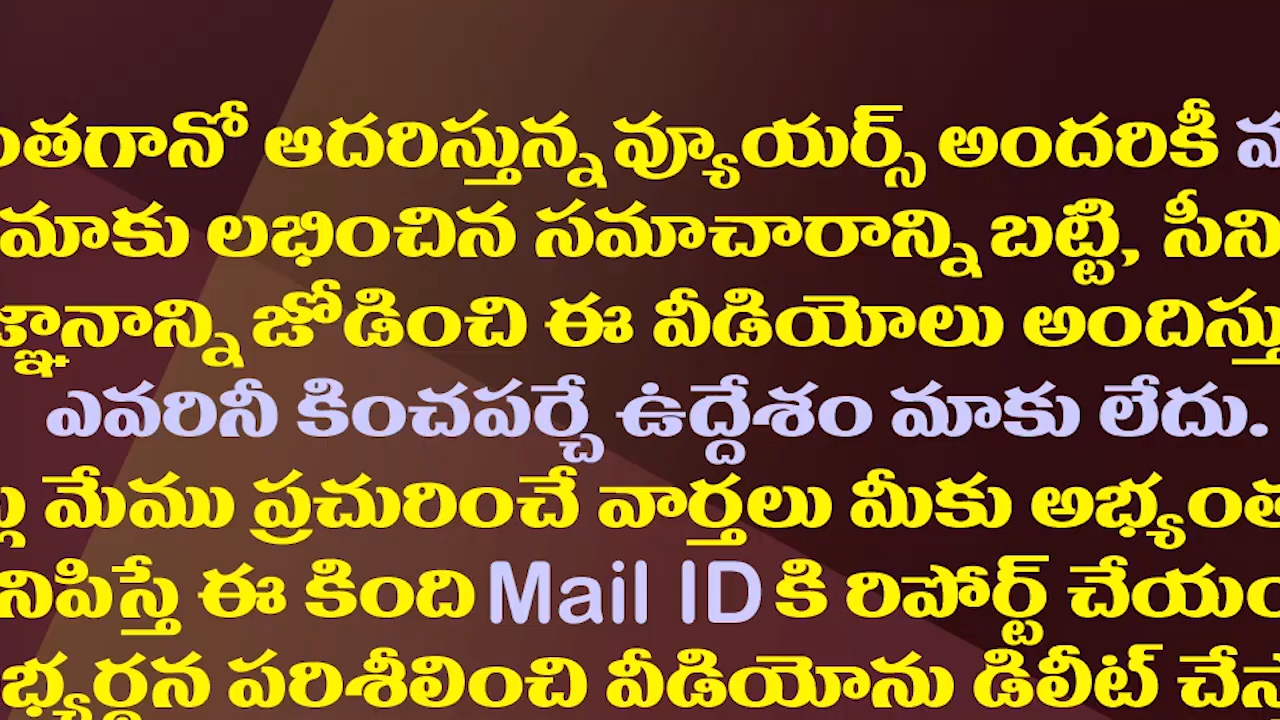 ఆదరిస్తున్న వ్యూయర్స్ అందరికీ
మాకు లభించిన సమాచారాన్ని బట్టి,
జోడించి ఈ వీడియోలు
ఎవరినీ కించపర్చే ఉద్దేశం మాకు లేదు.
మేము ప్రచురించే వార్తలు మీకు
ఈ కింది Mail ID కి రిపోర్ట్
పరిశీలించి వీడియోను డిలీట్